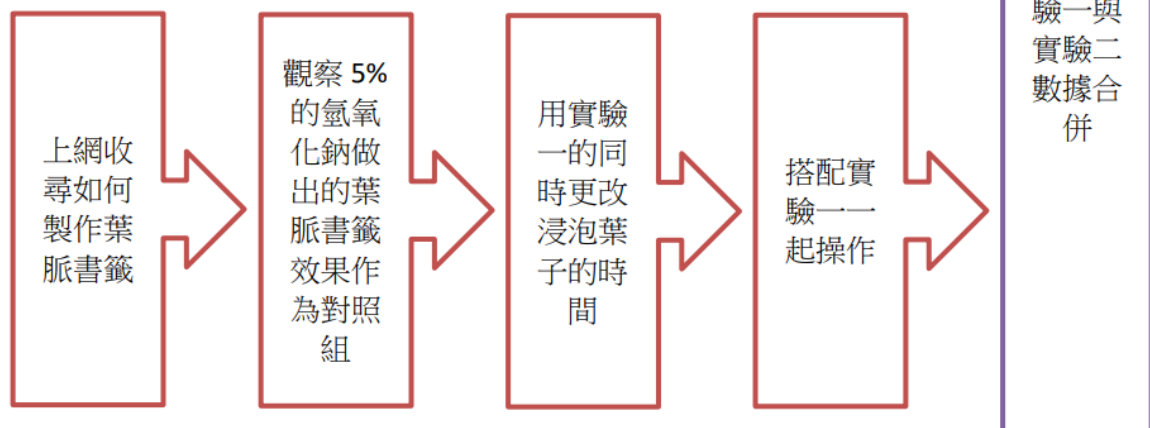 上網收
尋如何
製作葉
脈書籤
觀察 5%
的氫氧
化鈉做
出的葉
脈書籤
效果作
為對照
組
用實驗
一的同
時更改
浸泡葉
子的時
間
搭配實
驗一一
起操作
驗一與
實驗二
數據合
併